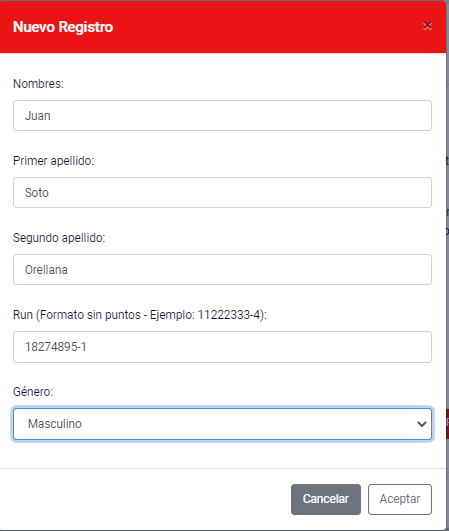 Nuevo Registro
×
Nombres:
Juan
Primer apellido:
Soto
Segundo apellido:
Orellana
Run (Formato sin puntos - Ejemplo: 11222333-4):
18274895-1
Género:
Masculino
Cancelar Aceptar